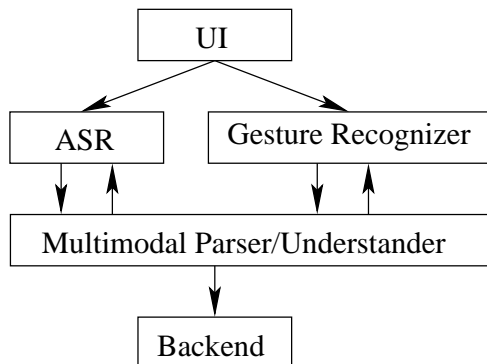 UI
ASR
Gesture Recognizer
Multimodal Parser/Understander
Backend